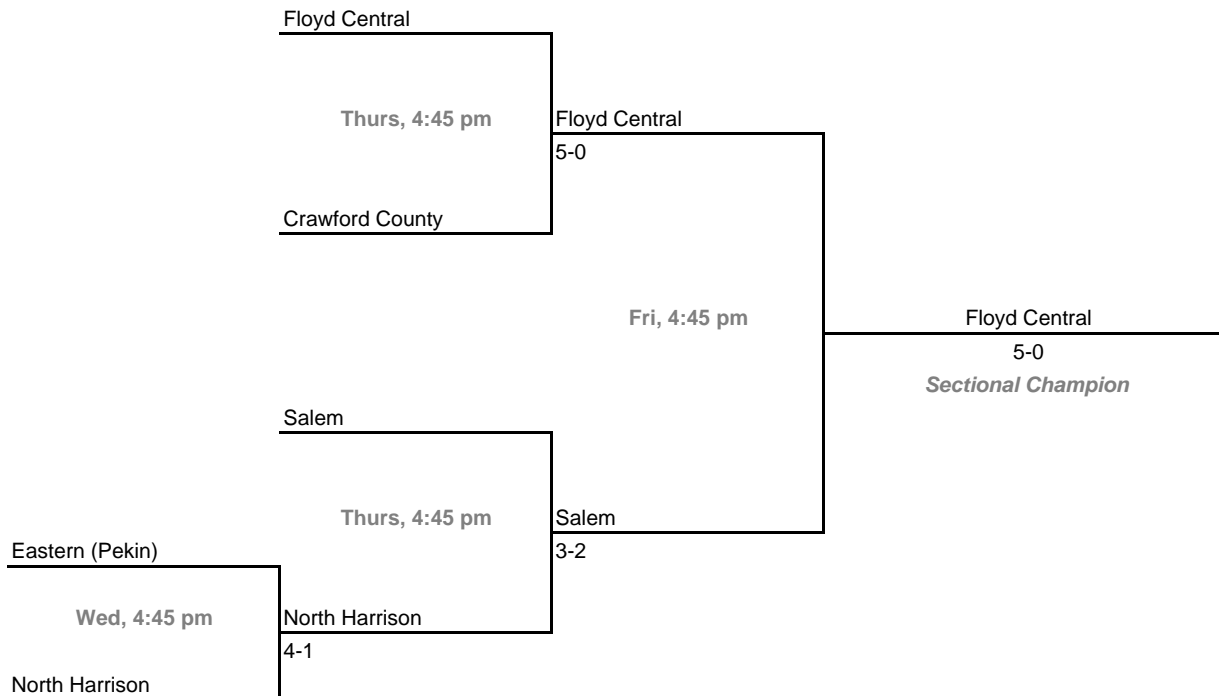 Floyd Central
Thurs, 4:45 pm
Floyd Central
5-0
Crawford County
Fri, 4:45 pm
Floyd Central
5-0
Sectional Champion
Salem
Thurs, 4:45 pm
Salem
3-2
Eastern (Pekin)
Wed, 4:45 pm
North Harrison
4-1
North Harrison